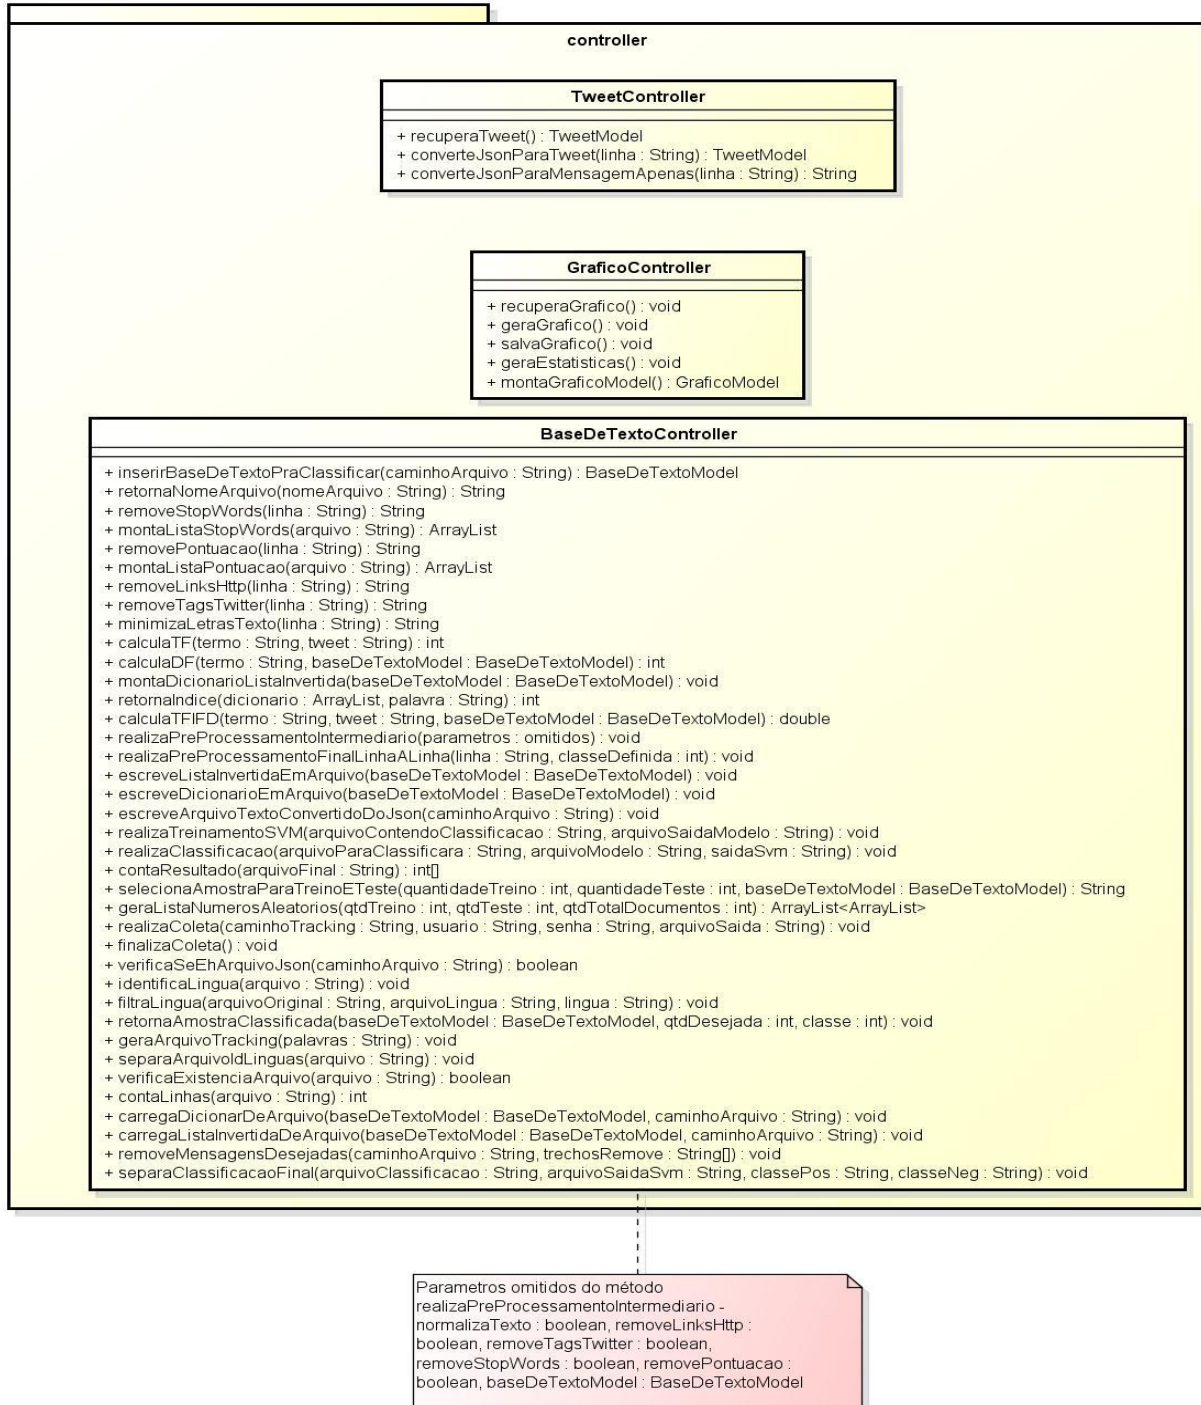 controller
TweetController
+ recuperaTweet() : TweetModel
+ converteJsonParaTweet(linha : String) : TweetModel
+ converteJsonParaMensagemApenas(linha : String) : String
GraficoController
+ recuperaGrafico() : void
+ geraGrafico() : void
+ salvaGrafico() : void
+ geraEstatisticas() : void
+ montaGraficoModel() : GraficoModel
BaseDeTextoController
+ inserirBaseDeTextoPraClassificar(caminhoArquivo : String) : BaseDeTextoModel
+ retornaNomeArquivo(nomeArquivo : String) : String
+ removeStopWords(linha : String) : String
+ montaListaStopWords(arquivo : String) : ArrayList
+ removePontuacao(linha : String) : String
+ montaListaPontuacao(arquivo : String) : ArrayList
+ removeLinksHttp(linha : String) : String
+ removeTagsTwitter(linha : String) : String
+ minimizaLetrasTexto(linha : String) : String
+ calculaTF(termo : String, tweet : String) : int
+ calculaDF(termo : String, baseDeTextoModel : BaseDeTextoModel) : int
+ montaDicionarioListaInvertida(baseDeTextoModel : BaseDeTextoModel) : void
+ retornaIndice(dicionario : ArrayList, palavra : String) : int
+ calculaTFIFD(termo : String, tweet : String, baseDeTextoModel : BaseDeTextoModel) : double
+ realizaPreProcessamentoIntermediario(parametros : omitidos) : void
+ realizaPreProcessamentoFinalLinhaALinha(linha : String, classeDefinida : int) : void
+ escreveListaInvertidaEmArquivo(baseDeTextoModel : BaseDeTextoModel) : void
+ escreveDicionarioEmArquivo(baseDeTextoModel : BaseDeTextoModel) : void
+ escreveArquivoTextoConvertidoDoJson(caminhoArquivo : String) : void
+ realizaTreinamentoSVM(arquivoContendoClassificacao : String, arquivoSaidaModelo : String) : void
+ realizaClassificacao(arquivoParaClassificara : String, arquivoModelo : String, saidaSvm : String) : void
+ contaResultado(arquivoFinal : String) : int[]
+ selecionaAmostraParaTreinoETeste(quantidadeTreino : int, quantidadeTeste : int, baseDeTextoModel : BaseDeTextoModel) : String
+ geraListaNumerosAleatorios(qtdTreino : int, qtdTeste : int, qtdTotalDocumentos : int) : ArrayList<ArrayList>
+ realizaColeta(caminhoTracking : String, usuario : String, senha : String, arquivoSaida : String) : void
+ finalizaColeta() : void
+ verificaSeEhArquivoJson(caminhoArquivo : String) : boolean
+ identificaLingua(arquivo : String) : void
+ filtraLingua(arquivoOriginal : String, arquivoLingua : String, lingua : String) : void
+ retornaAmostraClassificada(baseDeTextoModel : BaseDeTextoModel, qtdDesejada : int, classe : int) : void
+ geraArquivoTracking(palavras : String) : void
+ separaArquivoIdLinguas(arquivo : String) : void
+ verificaExistenciaArquivo(arquivo : String) : boolean
+ contaLinhas(arquivo : String) : int
+ carregaDicionarDeArquivo(baseDeTextoModel : BaseDeTextoModel, caminhoArquivo : String) : void
+ carregaListaInvertidaDeArquivo(baseDeTextoModel : BaseDeTextoModel, caminhoArquivo : String) : void
+ removeMensagensDesejadas(caminhoArquivo : String, trechosRemove : String[]) : void
+ separaClassificacaoFinal(arquivoClassificacao : String, arquivoSaidaSvm : String, classePos : String, classeNeg : String) : void
Parametros omitidos do método
realizaPreProcessamentoIntermediario -
normalizaTexto : boolean, removeLinksHttp :
boolean, removeTagsTwitter : boolean,
removeStopWords : boolean, removePontuacao :
boolean, baseDeTextoModel : BaseDeTextoModel